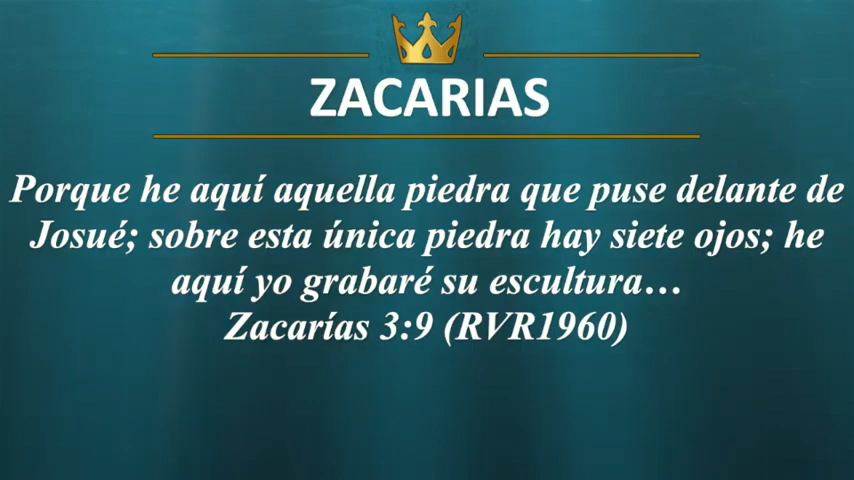 ZACARIAS
Porque he aquí aquella piedra que puse delante de
Josué; sobre esta única piedra hay siete ojos; he
aquí yo grabaré su escultura…
Zacarías 3:9 (RVR1960)